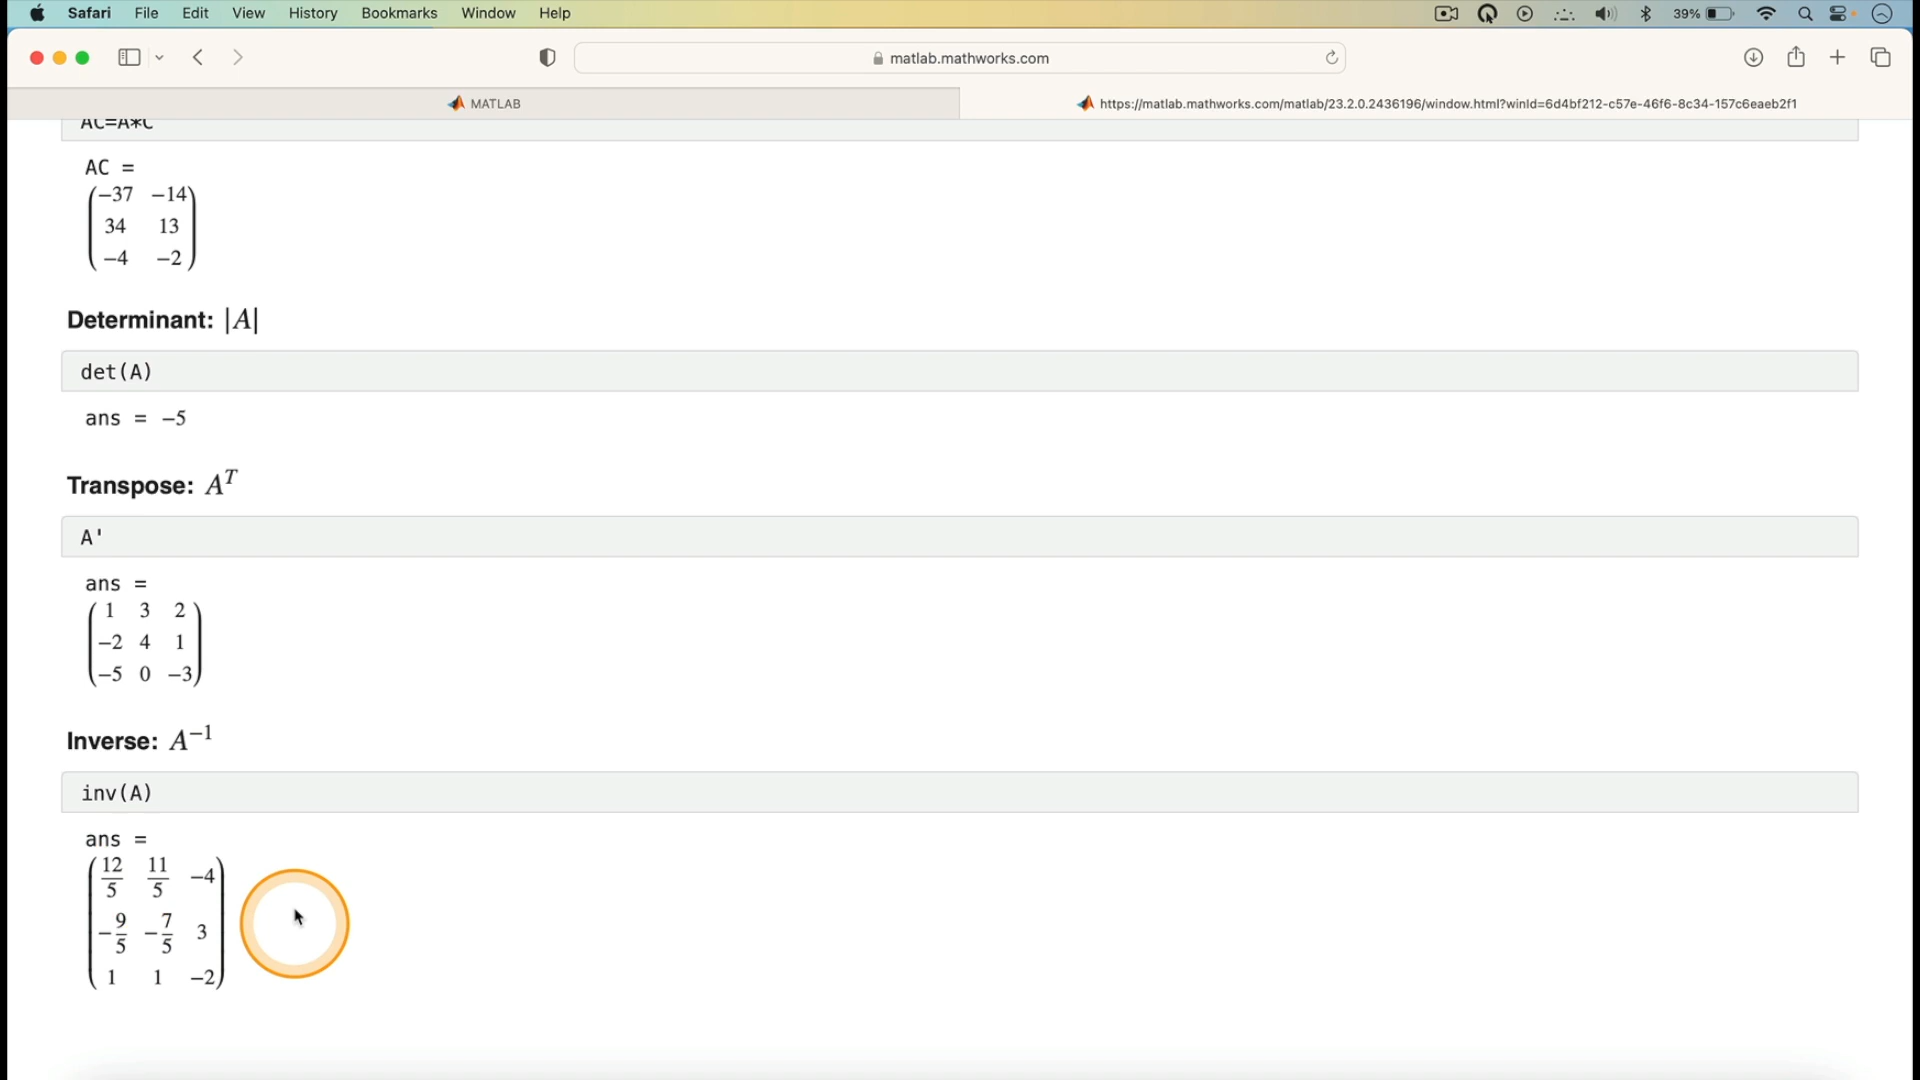 Safari File Edit View History Bookmarks Window Help 39%
matlab.mathworks.com
MATLAB https://matlab.mathworks.com/matlab/23.2.0.2436196/window.html?winId=6d4bf212-c57e-46f6-8c34-157c6eaeb2f1
AC=A*C
AC =
−37 −14
34 13
−4 −2
Determinant: |A|
det(A)
ans = −5
Transpose: A^T
A'
ans =
1 3 2
−2 4 1
−5 0 −3
Inverse: A^−1
inv(A)
ans =
12/5 11/5 −4
−9/5 −7/5 3
1 1 −2